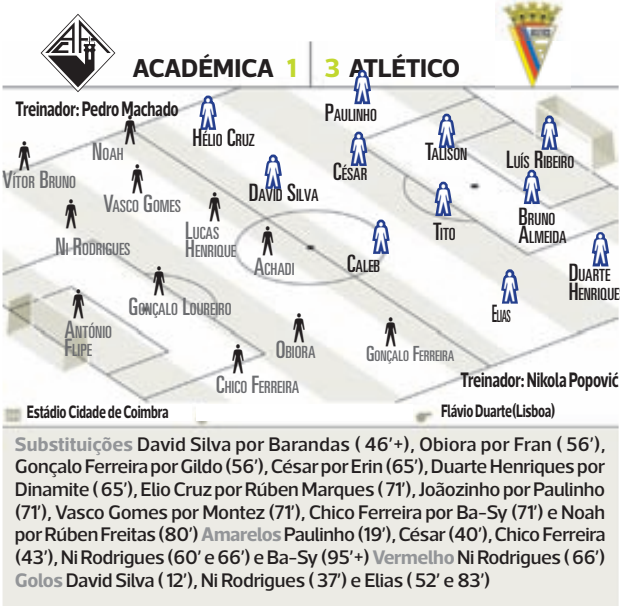 ACADÉMICA 1 3 ATLÉTICO
Treinador: Pedro Machado
PAULINHO
HÉLIO CRUZ
NOAH
TALISON
LUÍS RIBEIRO
CÉSAR
VÍTOR BRUNO
DAVID SILVA
VASCO GOMES
BRUNO
ALMEIDA
TITO
LUCAS
HENRIQUE
NI RODRIGUES
ACHADI
CALEB
DUARTE
HENRIQUE
GONÇALO LOUREIRO
ELIAS
ANTÓNIO
FLIPE
OBIORA
GONÇALO FERREIRA
CHICO FERREIRA
Treinador: Nikola Popović
Estádio Cidade de Coimbra
Flávio Duarte(Lisboa)
Substituições David Silva por Barandas ( 46’+), Obiora por Fran ( 56’),
Gonçalo Ferreira por Gildo (56’), César por Erin (65’), Duarte Henriques por
Dinamite ( 65’), Elio Cruz por Rúben Marques ( 71’), Joãozinho por Paulinho
(71’), Vasco Gomes por Montez (71’), Chico Ferreira por Ba-Sy (71’) e Noah
por Rúben Freitas (80’) Amarelos Paulinho (19’), César (40’), Chico Ferreira
(43’), Ni Rodrigues (60’ e 66’) e Ba-Sy (95’+) Vermelho Ni Rodrigues ( 66’)
Golos David Silva ( 12’), Ni Rodrigues ( 37’) e Elias ( 52’ e 83’)